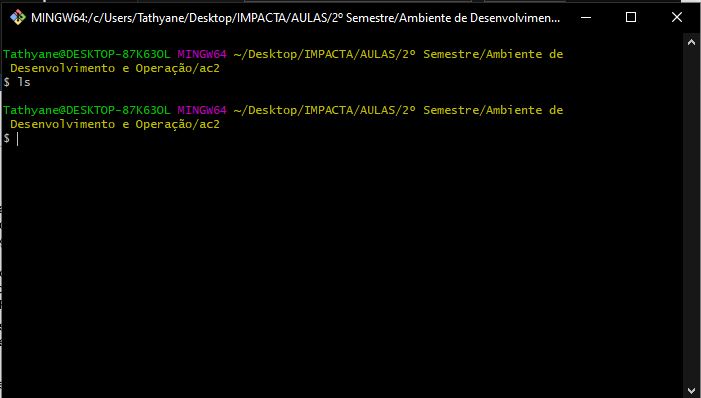 MINGW64:/c/Users/Tathyane/Desktop/IMPACTA/AULAS/2º Semestre/Ambiente de Desenvolvimen...
Tathyane@DESKTOP-87K63OL MINGW64 ~/Desktop/IMPACTA/AULAS/2º Semestre/Ambiente de
Desenvolvimento e Operação/ac2
$ ls
Tathyane@DESKTOP-87K63OL MINGW64 ~/Desktop/IMPACTA/AULAS/2º Semestre/Ambiente de
Desenvolvimento e Operação/ac2
$